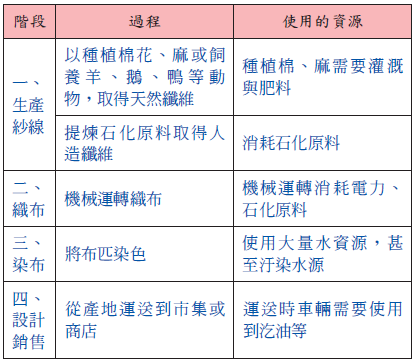 階段 過程 使用的資源
一、
生產
紗線
以種植棉花、麻或飼
養羊、鵝、鴨等動
物，取得天然纖維
種植棉、麻需要灌溉
與肥料
提煉石化原料取得人
造纖維
消耗石化原料
二、
織布
機械運轉織布
機械運轉消耗電力、
石化原料
三、
染布
將布匹染色
使用大量水資源，甚
至汙染水源
四、
設計
銷售
從產地運送到市集或
商店
運送時車輛需要使用
到汽油等